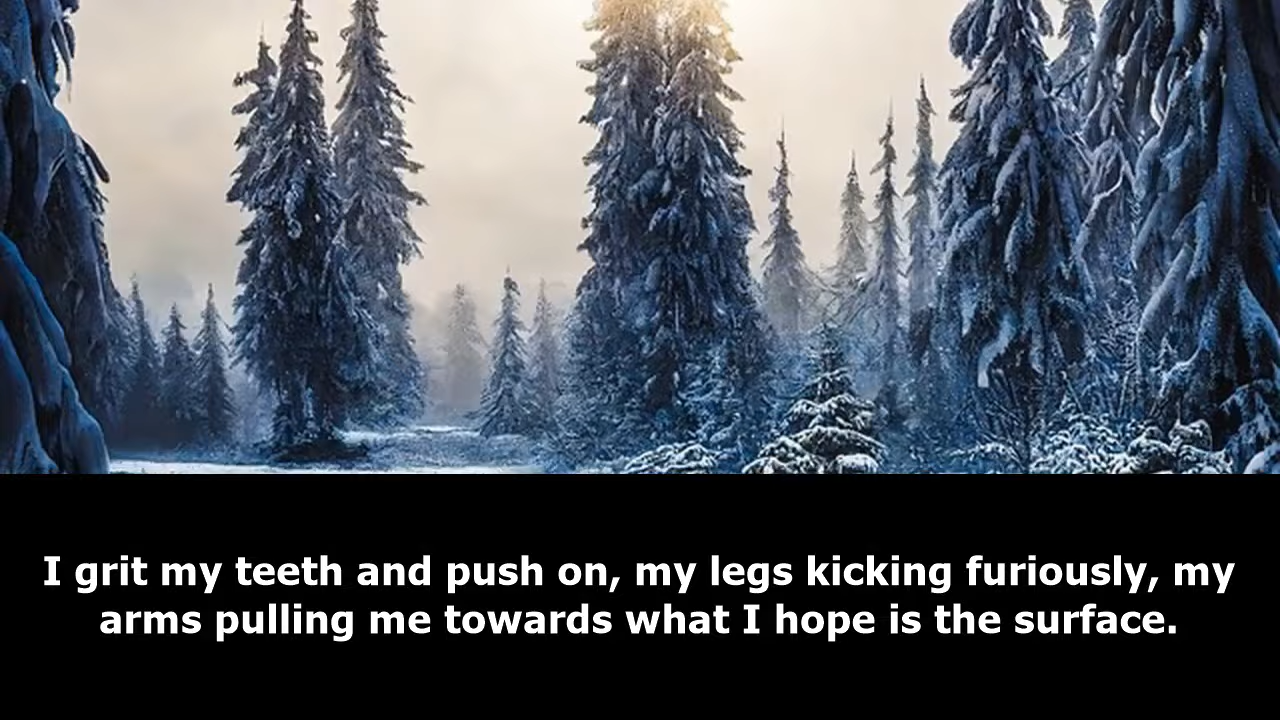 I grit my teeth and push on, my legs kicking furiously, my
arms pulling me towards what I hope is the surface.